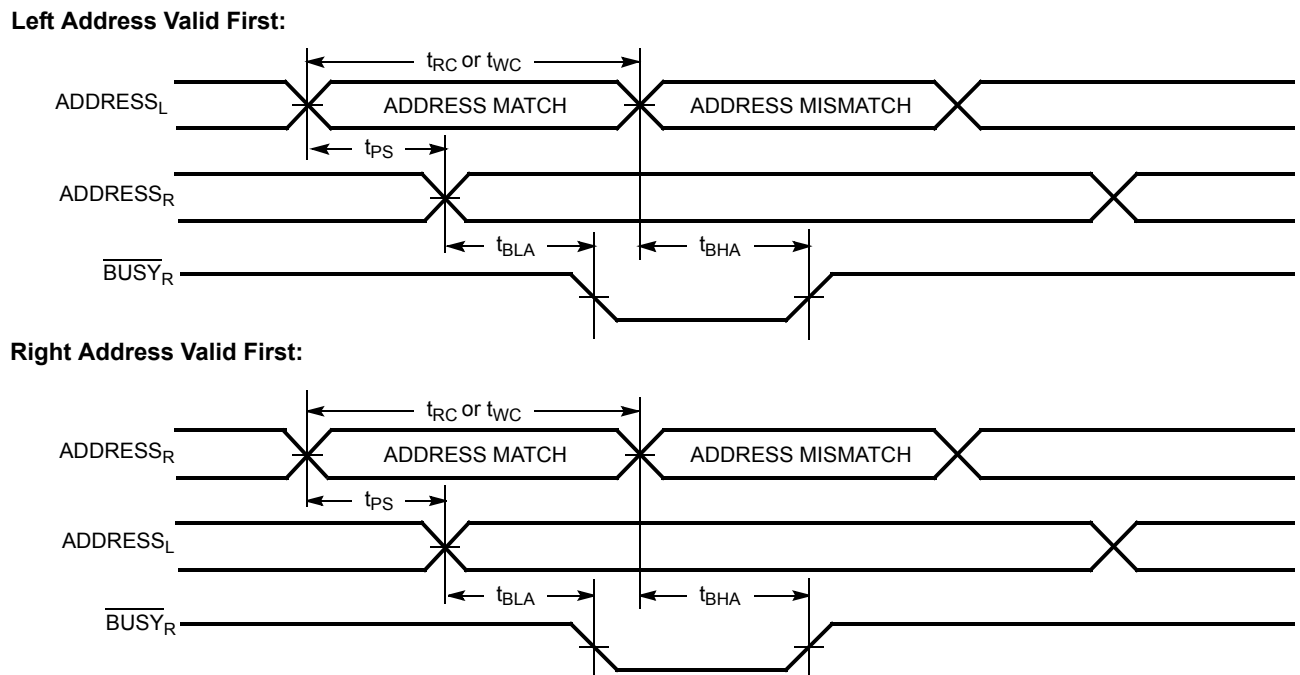 Left Address Valid First:
tRC or tWC
ADDRESSL
ADDRESS MATCH
ADDRESS MISMATCH
tPS
ADDRESSR
tBLA
tBHA
BUSYR
Right Address Valid First:
tRC or tWC
ADDRESSR
ADDRESS MATCH
ADDRESS MISMATCH
tPS
ADDRESSL
tBLA
tBHA
BUSYR